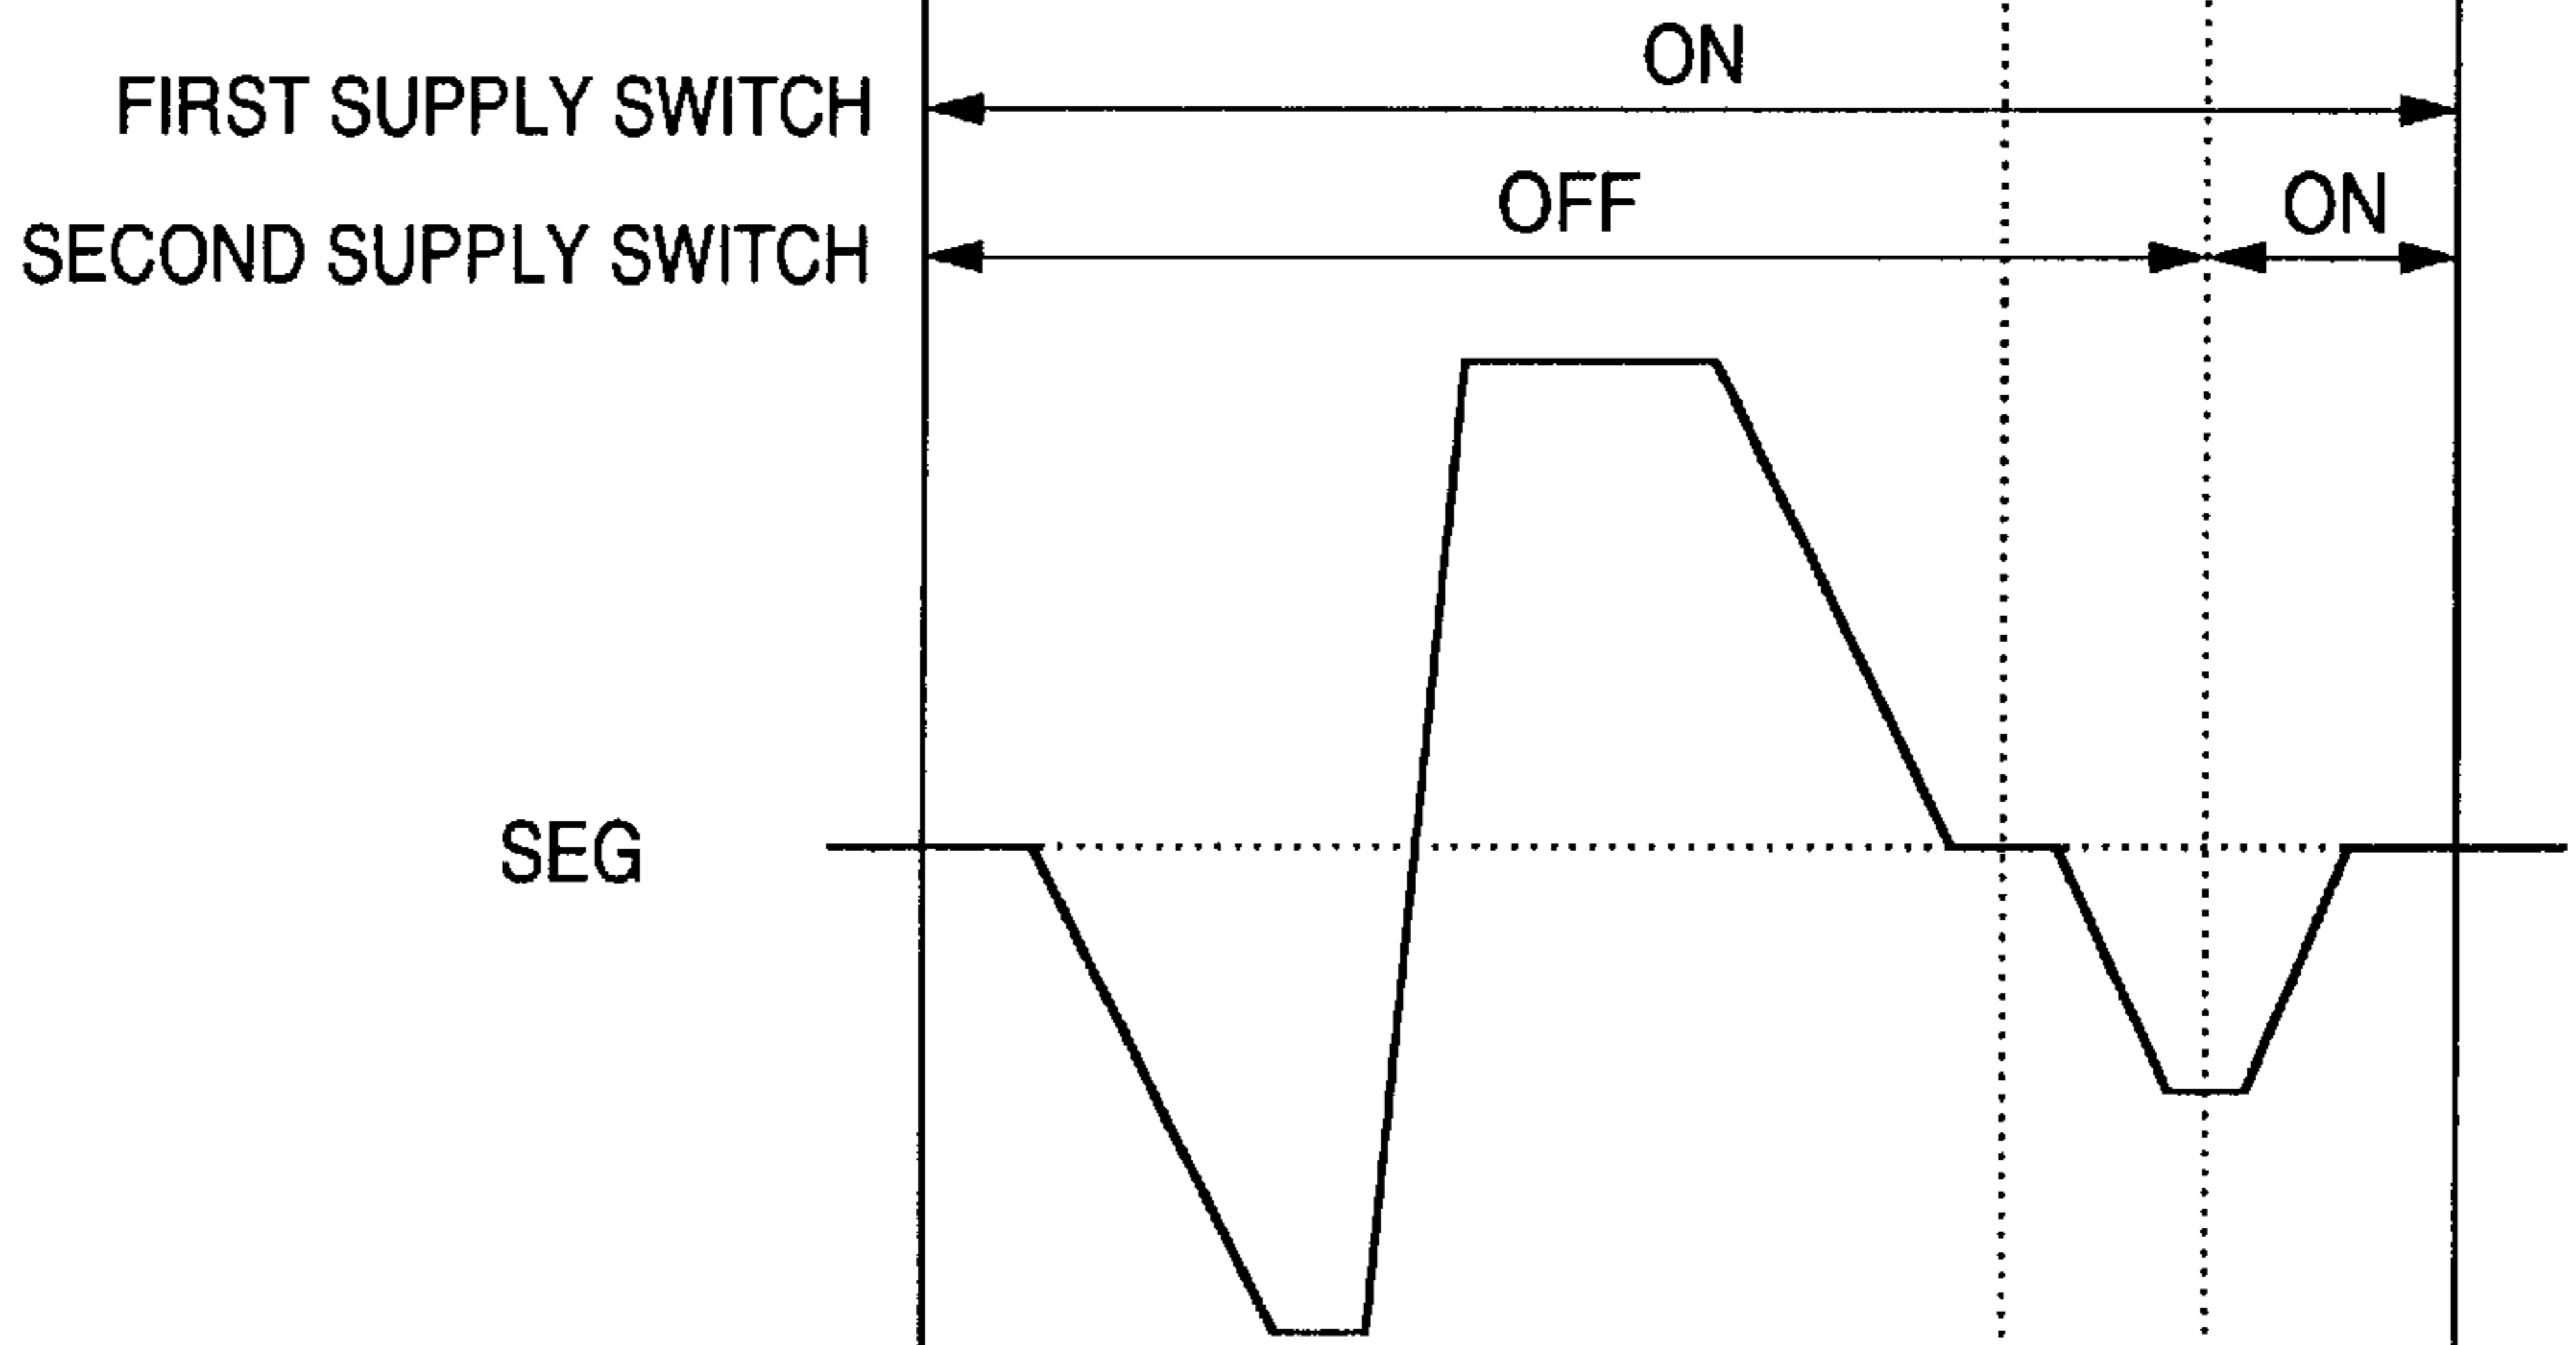 ON
FIRST SUPPLY SWITCH
OFF ON
SECOND SUPPLY SWITCH
SEG